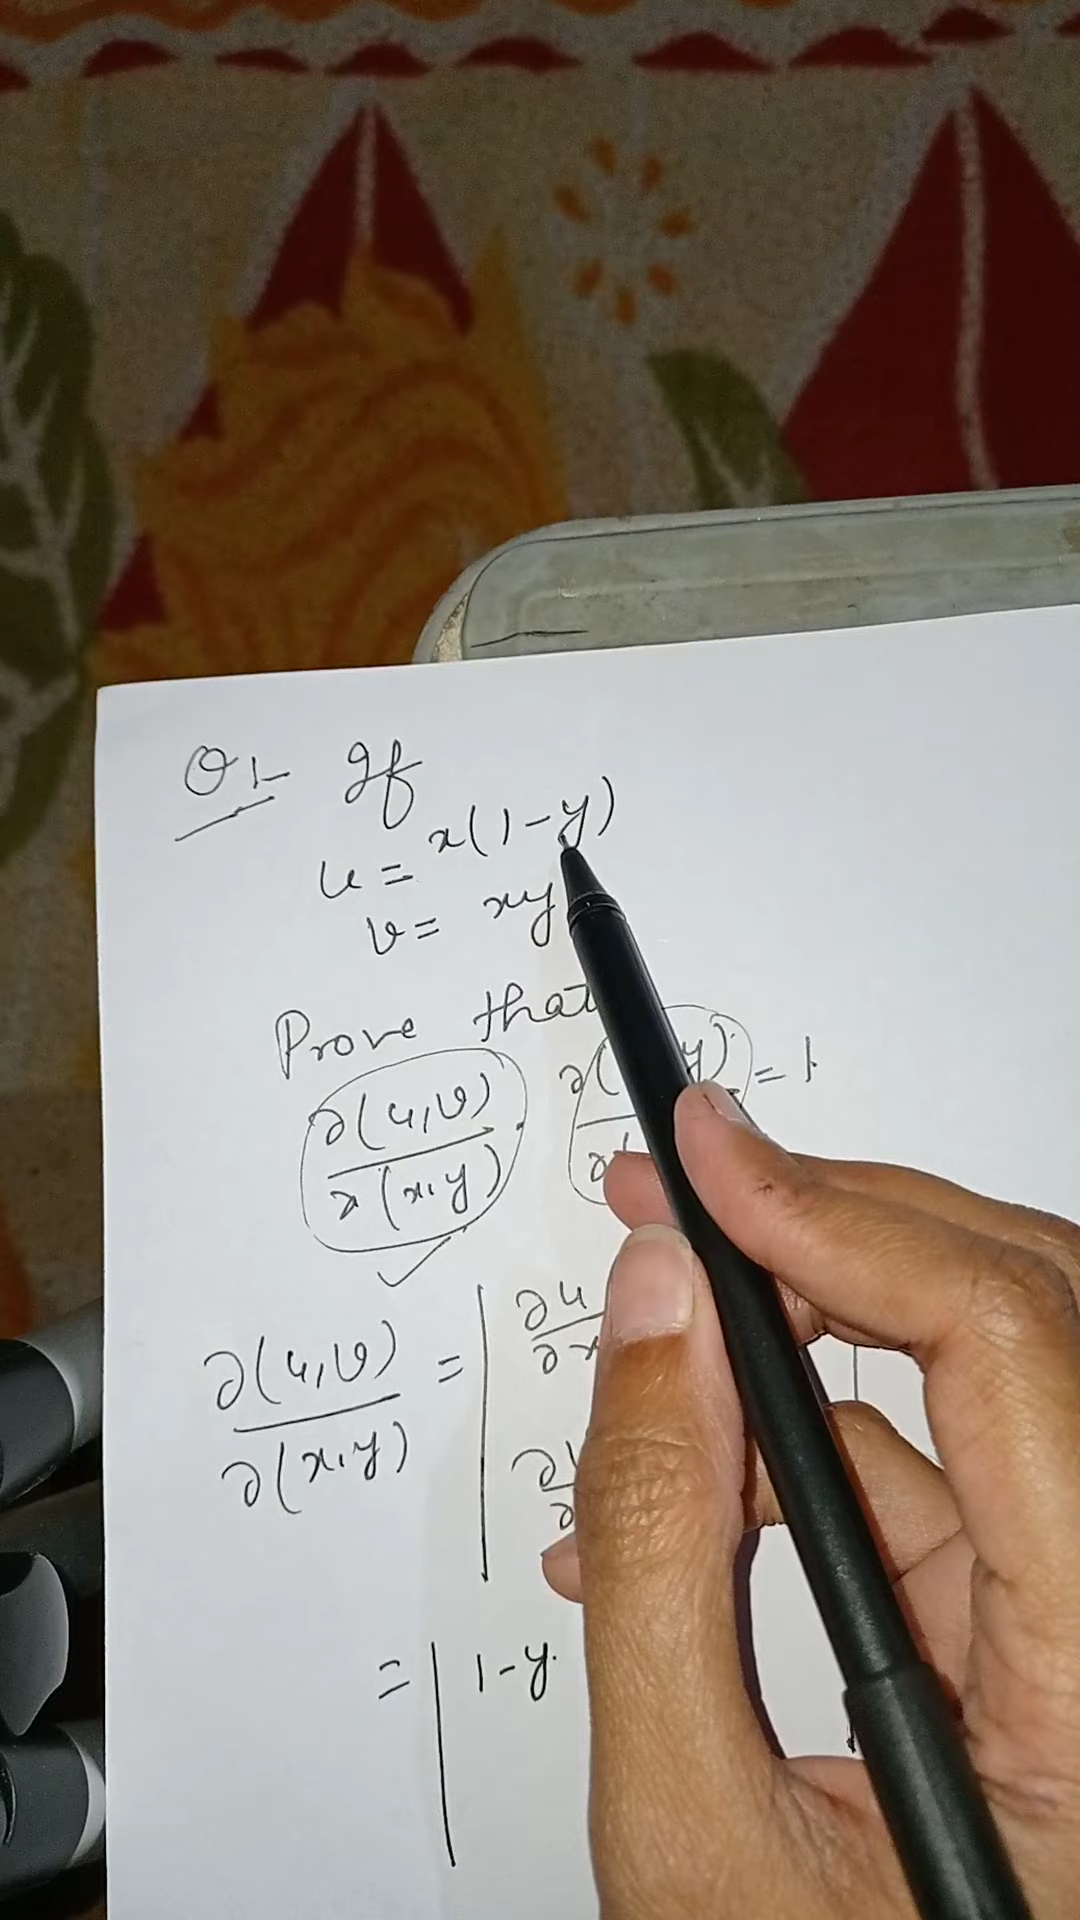 Q1- If
u = x(1-y)
v = xy
Prove that
∂(u,v)/∂(x,y) · ∂( y)/∂( = 1
∂(u,v)/∂(x,y) = | ∂u/∂x
∂
= | 1-y